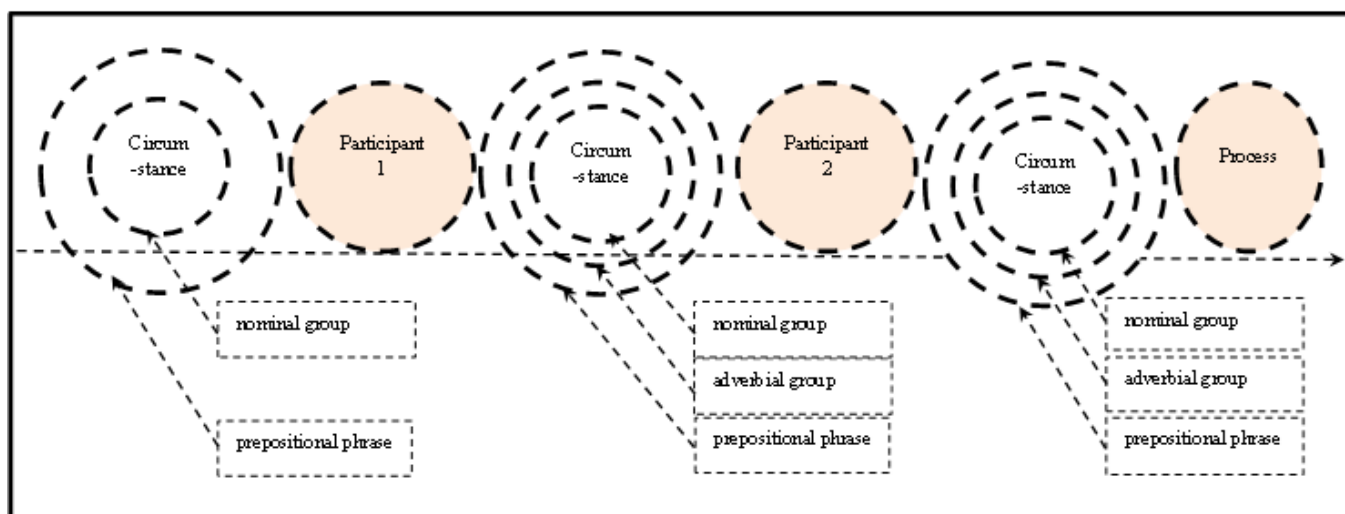 Circum
-stance
Participant
1
Circum
-stance
Participant
2
Circum
-stance
Process
nominal group
prepositional phrase
nominal group
adverbial group
prepositional phrase
nominal group
adverbial group
prepositional phrase